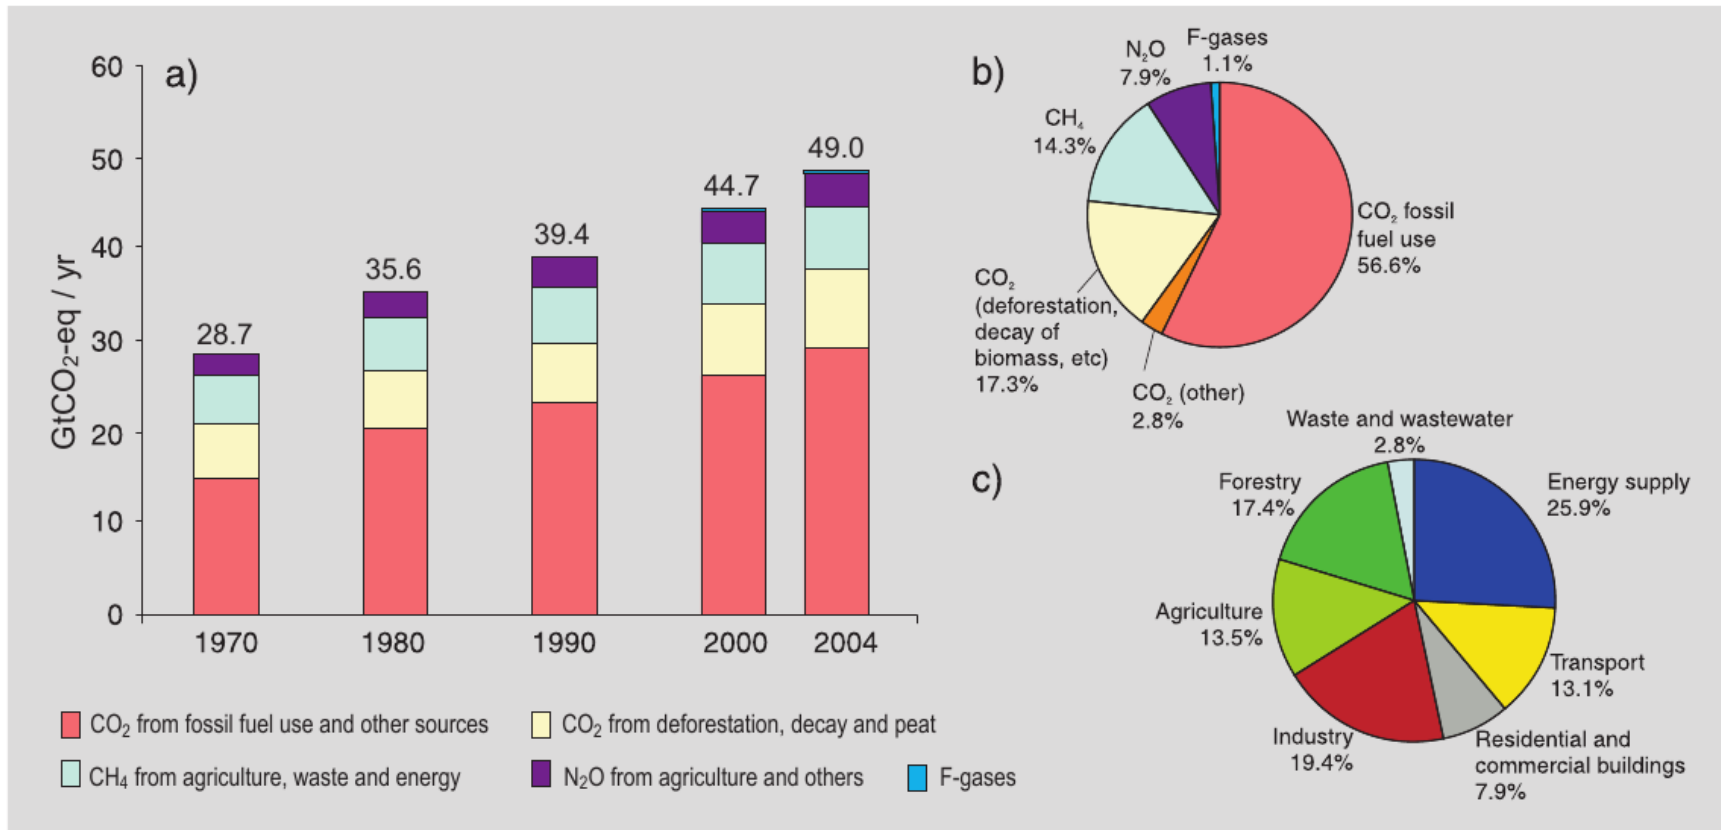 a)
60
50
40
30
20
10
0
GtCO₂-eq / yr
28.7
35.6
39.4
44.7
49.0
1970
1980
1990
2000
2004
CO₂ from fossil fuel use and other sources
CO₂ from deforestation, decay and peat
CH₄ from agriculture, waste and energy
N₂O from agriculture and others
F-gases
b)
F-gases
1.1%
N₂O
7.9%
CH₄
14.3%
CO₂ fossil
fuel use
56.6%
CO₂
(deforestation,
decay of
biomass, etc)
17.3%
CO₂ (other)
2.8%
c)
Waste and wastewater
2.8%
Energy supply
25.9%
Forestry
17.4%
Agriculture
13.5%
Transport
13.1%
Industry
19.4%
Residential and
commercial buildings
7.9%